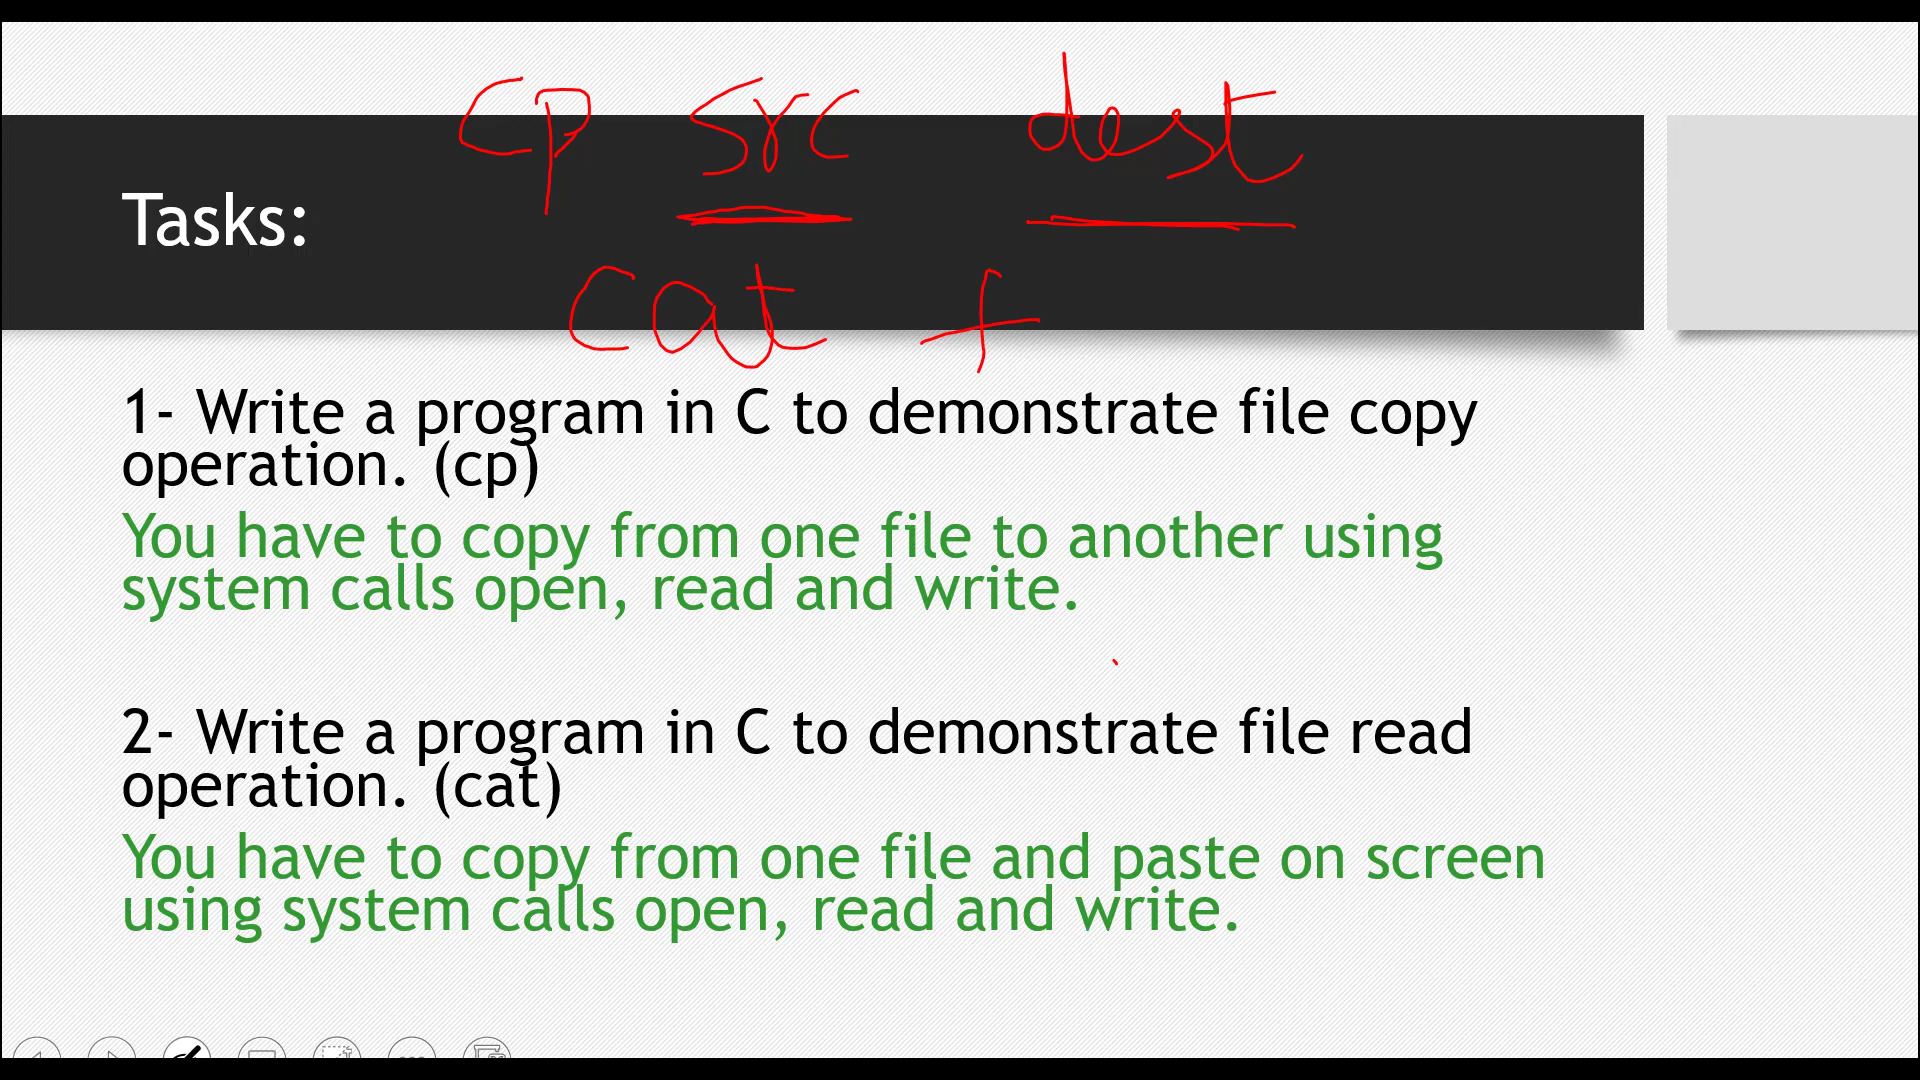 cp src dest
Tasks:
cat f
1- Write a program in C to demonstrate file copy
operation. (cp)
You have to copy from one file to another using
system calls open, read and write.
2- Write a program in C to demonstrate file read
operation. (cat)
You have to copy from one file and paste on screen
using system calls open, read and write.